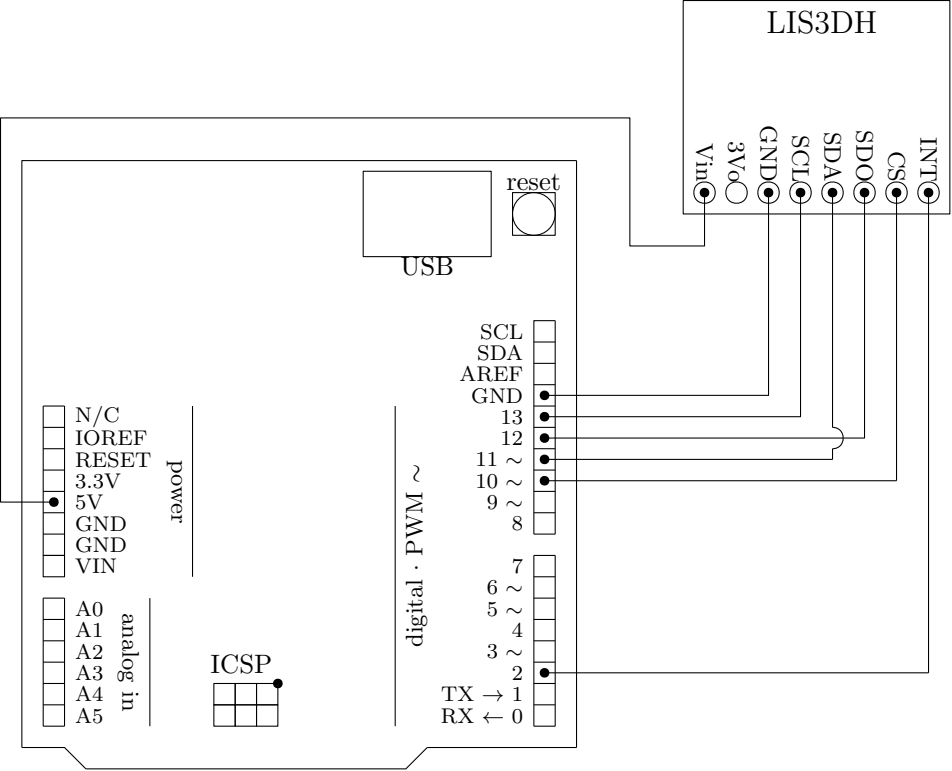 LIS3DH
Vin
3Vo
GND
SCL
SDA
SDO
CS
INT
reset
USB
SCL
SDA
AREF
GND
13
12
11 ~
10 ~
9 ~
8
7
6 ~
5 ~
4
3 ~
2
TX → 1
RX ← 0
digital · PWM ~
N/C
IOREF
RESET
3.3V
5V
GND
GND
VIN
power
A0
A1
A2
A3
A4
A5
analog in
ICSP